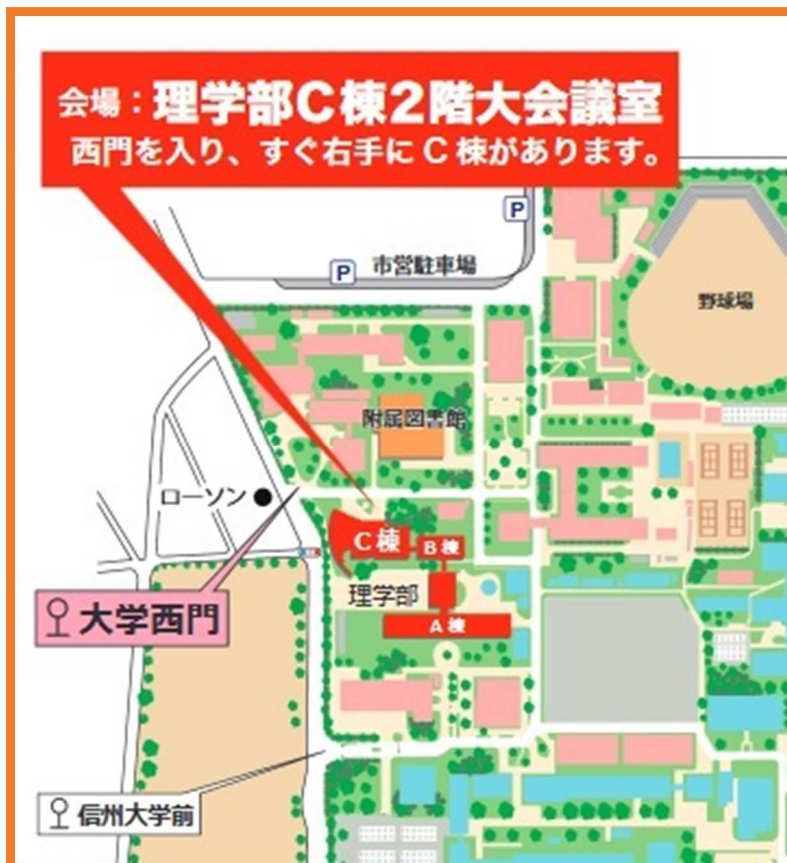 会場：理学部C棟2階大会議室
西門を入り、すぐ右手にC棟があります。
P
P
市営駐車場
野球場
附属図書館
ローソン
C棟
B棟
理学部
大学西門
A棟
信州大学前